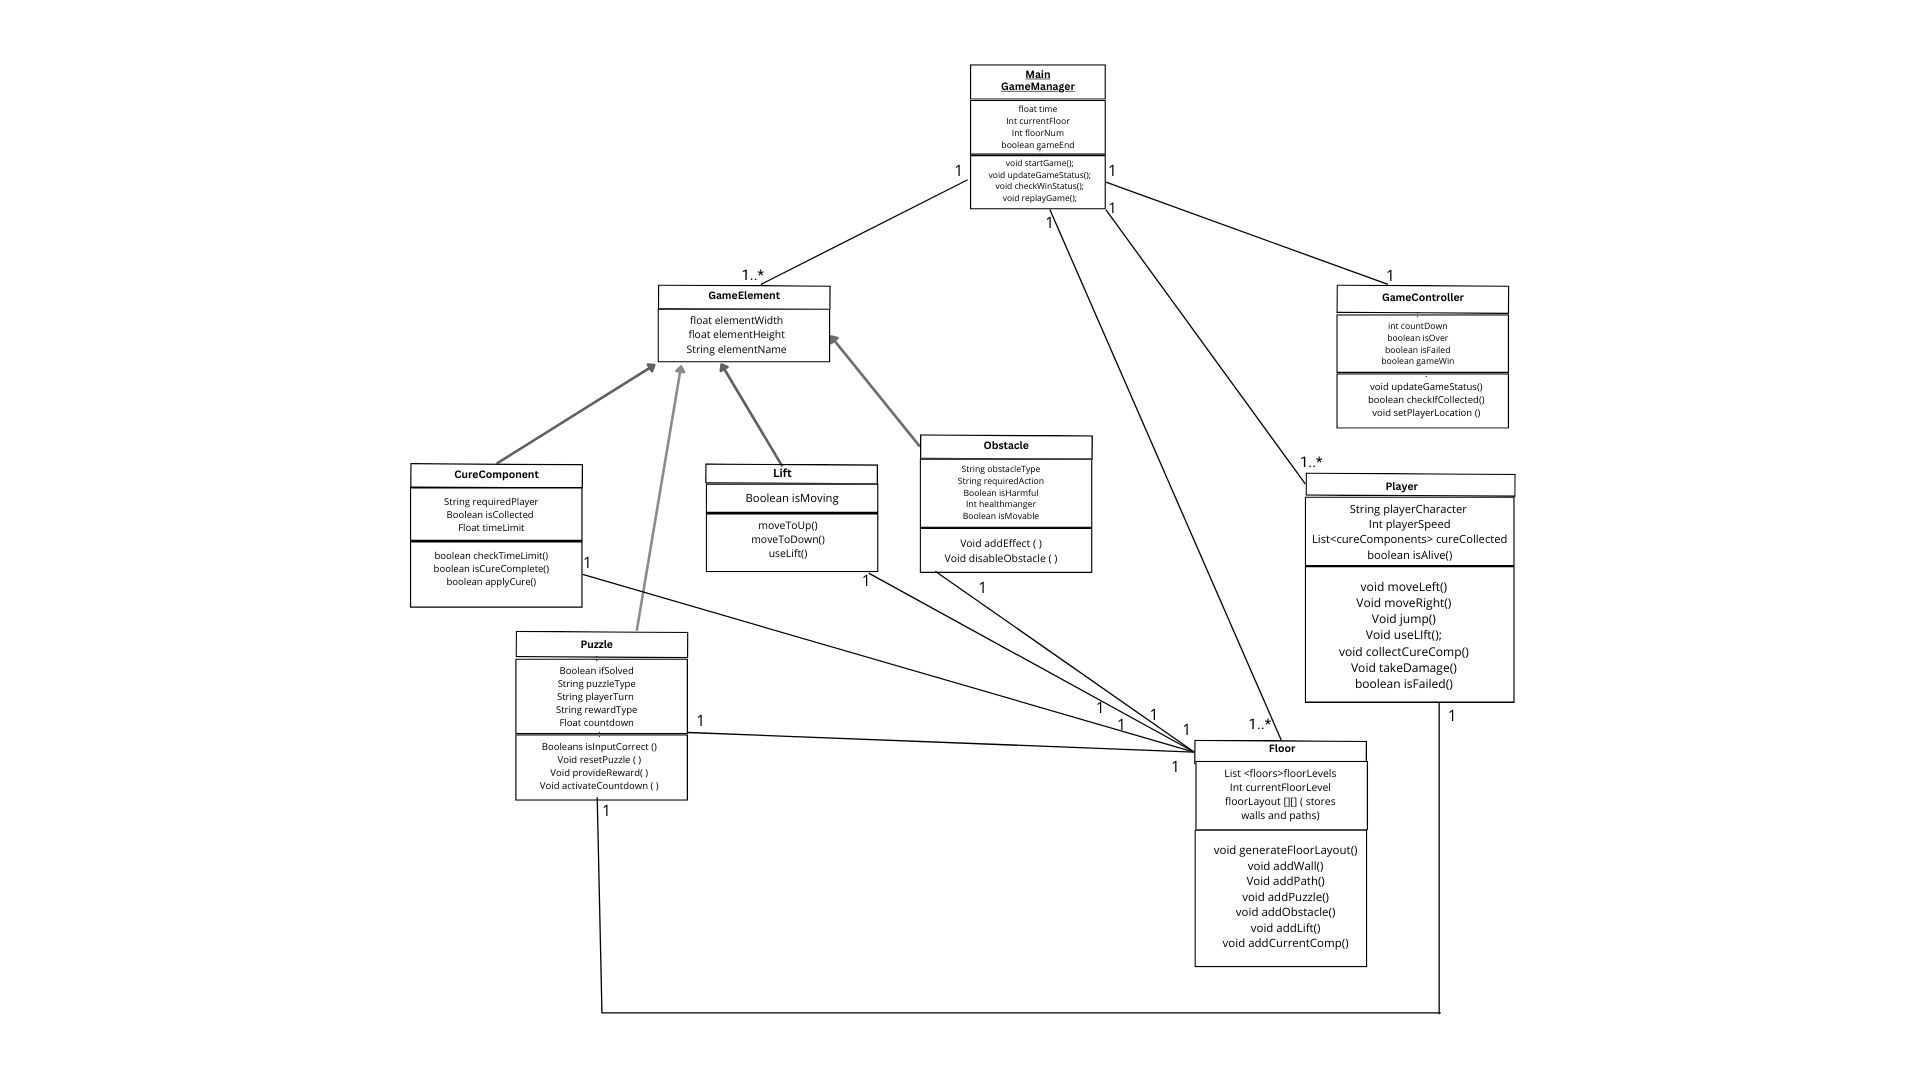 Main
GameManager
float time
Int currentFloor
Int floorNum
boolean gameEnd
void startGame();
void updateGameStatus();
void checkWinStatus();
void replayGame();
1
1
1
1
1..*
1
GameElement
float elementWidth
float elementHeight
String elementName
GameController
int countDown
boolean isOver
boolean isFailed
boolean gameWin
void updateGameStatus()
boolean checkIfCollected()
void setPlayerLocation ()
CureComponent
String requiredPlayer
Boolean isCollected
Float timeLimit
boolean checkTimeLimit()
boolean isCureComplete()
boolean applyCure()
1
Lift
Boolean isMoving
moveToUp()
moveToDown()
useLift()
1
Obstacle
String obstacleType
String requiredAction
Boolean isHarmful
Int healthmanger
Boolean isMovable
Void addEffect ( )
Void disableObstacle ( )
1
1..*
Player
String playerCharacter
Int playerSpeed
List<cureComponents> cureCollected
boolean isAlive()
void moveLeft()
Void moveRight()
Void jump()
Void useLIft();
void collectCureComp()
Void takeDamage()
boolean isFailed()
1
Puzzle
Boolean ifSolved
String puzzleType
String playerTurn
String rewardType
Float countdown
Booleans isInputCorrect ()
Void resetPuzzle ( )
Void provideReward( )
Void activateCountdown ( )
1
1
1
1
1
1
1
1..*
Floor
List <floors>floorLevels
Int currentFloorLevel
floorLayout [][] ( stores
walls and paths)
void generateFloorLayout()
void addWall()
Void addPath()
void addPuzzle()
void addObstacle()
void addLift()
void addCurrentComp()